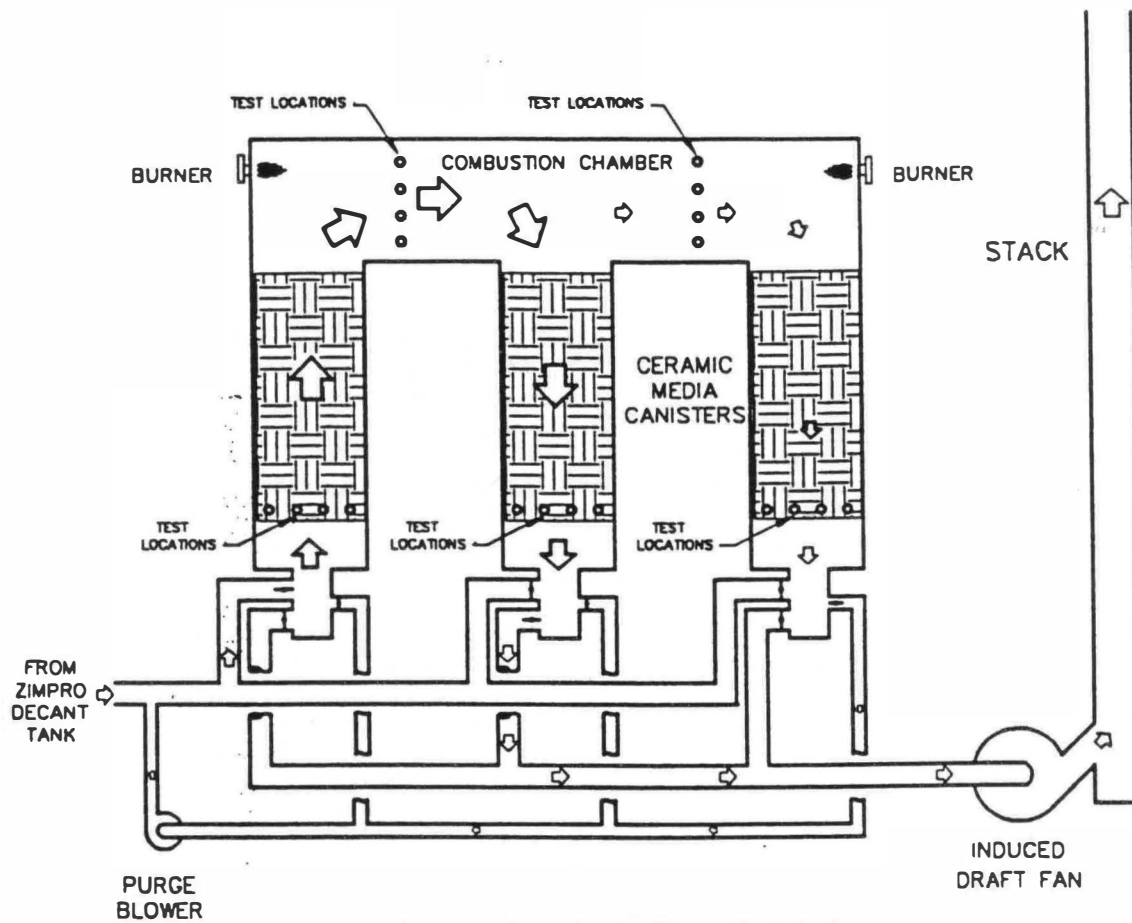 TEST LOCATIONS
TEST LOCATIONS
BURNER
COMBUSTION CHAMBER
BURNER
STACK
CERAMIC
MEDIA
CANISTERS
TEST
LOCATIONS
TEST
LOCATIONS
TEST
LOCATIONS
FROM
ZIMPRO
DECANT
TANK
PURGE
BLOWER
INDUCED
DRAFT FAN